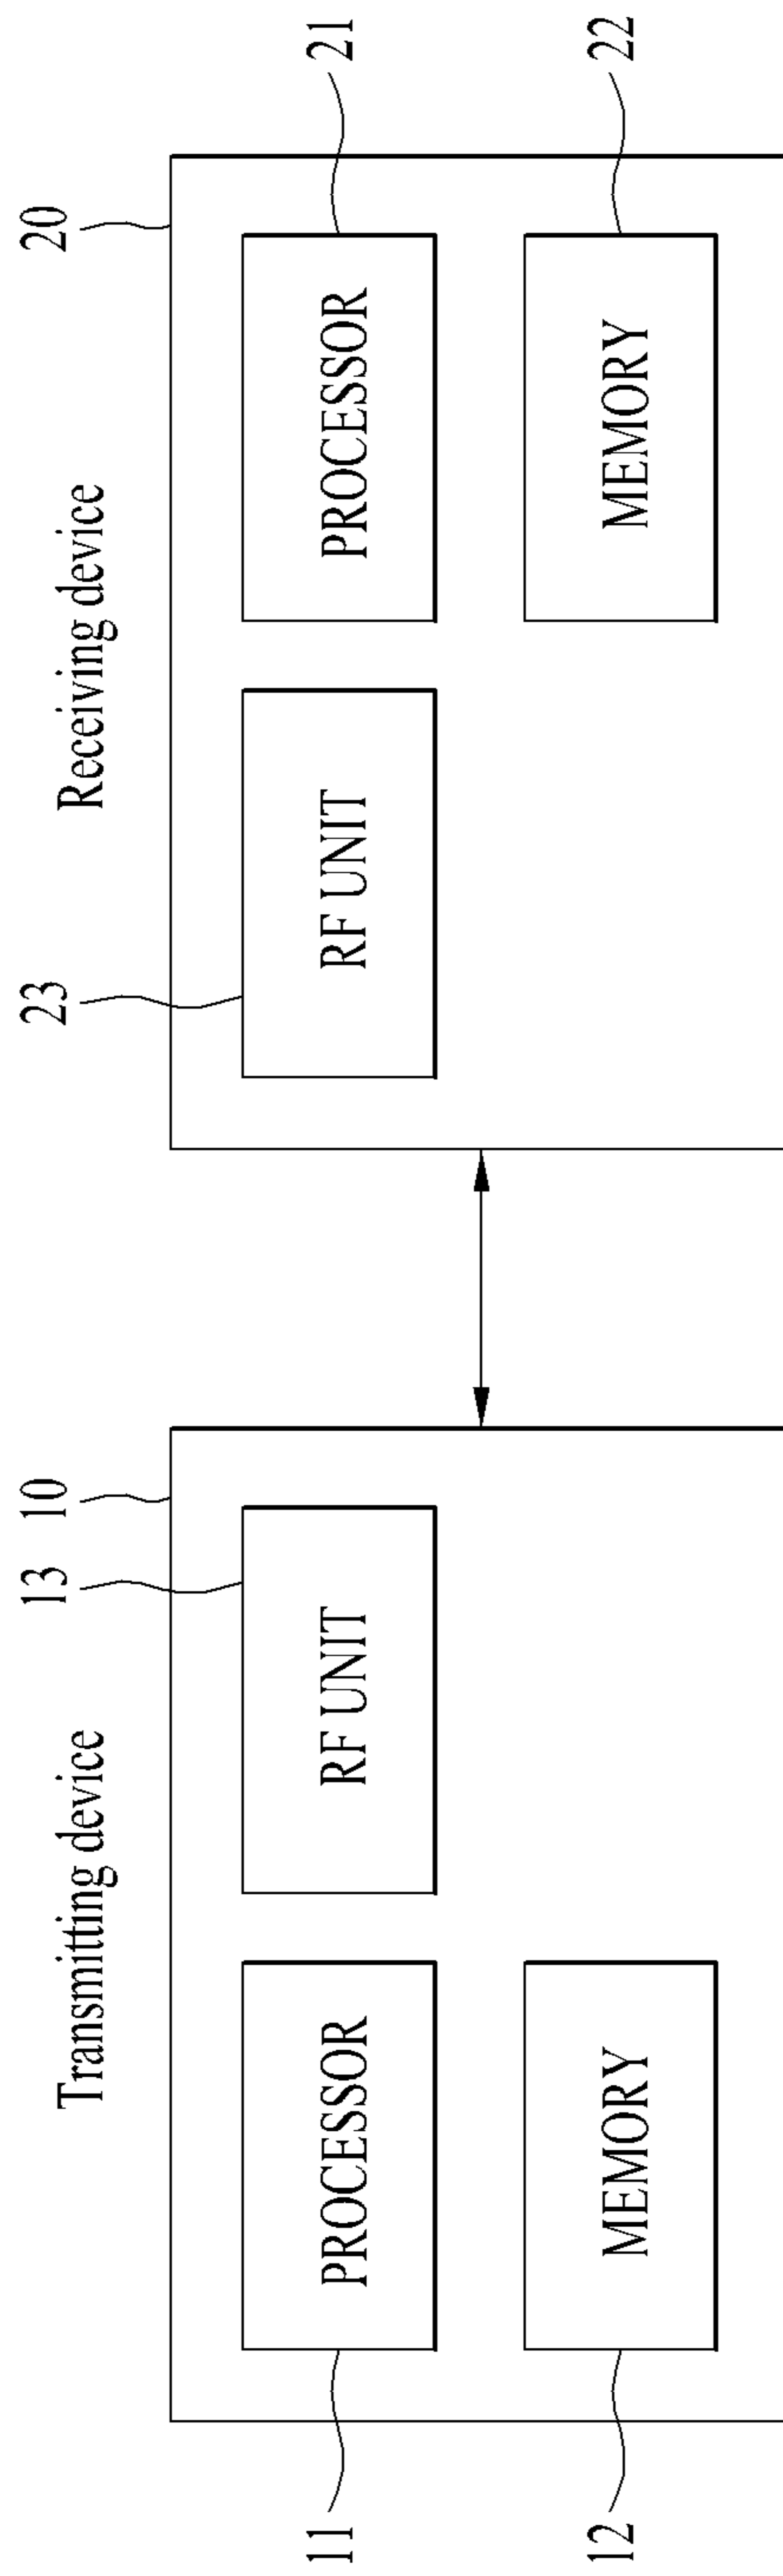 Transmitting device
Receiving device
13
10
23
20
11
PROCESSOR
RF UNIT
RF UNIT
PROCESSOR
21
12
MEMORY
MEMORY
22